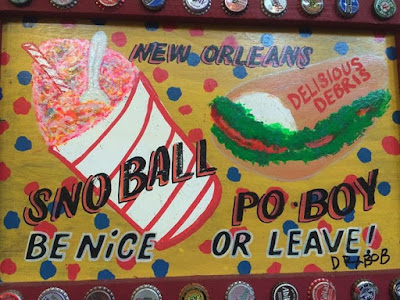 NEW ORLEANS
DELISIOUS
DEBRIS
SNO BALL
PO-BOY
BE NiCE OR LEAVE!
DR. BOB